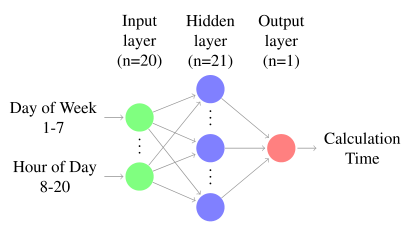 Input
layer
(n=20)
Hidden
layer
(n=21)
Output
layer
(n=1)
Day of Week
1-7
Hour of Day
8-20
Calculation
Time